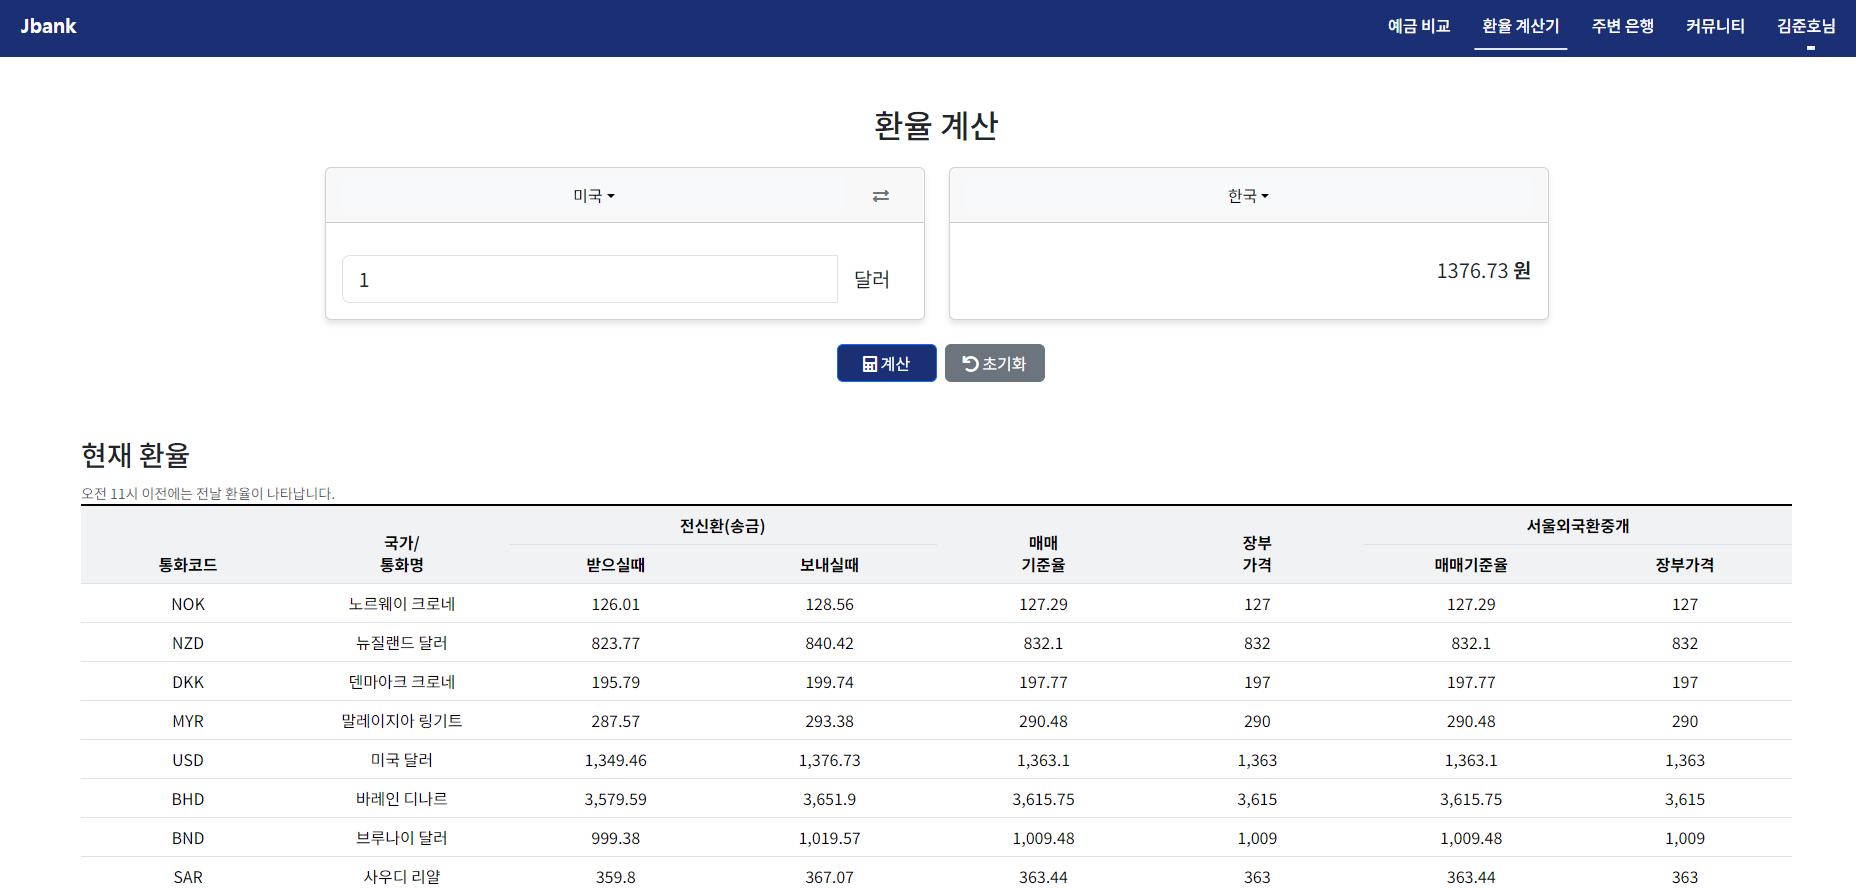 Jbank
예금 비교 환율 계산기 주변 은행 커뮤니티 김준호님
환율 계산
미국 한국
1 달러
1376.73 원
계산 초기화
현재 환율
오전 11시 이전에는 전날 환율이 나타납니다.
통화코드 국가/ 통화명 전신환(송금) 받으실때 보내실때 매매 기준율 장부 가격 서울외국환중개 매매기준율 장부가격
NOK 노르웨이 크로네 126.01 128.56 127.29 127 127.29 127
NZD 뉴질랜드 달러 823.77 840.42 832.1 832 832.1 832
DKK 덴마아크 크로네 195.79 199.74 197.77 197 197.77 197
MYR 말레이지아 링기트 287.57 293.38 290.48 290 290.48 290
USD 미국 달러 1,349.46 1,376.73 1,363.1 1,363 1,363.1 1,363
BHD 바레인 디나르 3,579.59 3,651.9 3,615.75 3,615 3,615.75 3,615
BND 브루나이 달러 999.38 1,019.57 1,009.48 1,009 1,009.48 1,009
SAR 사우디 리얄 359.8 367.07 363.44 363 363.44 363